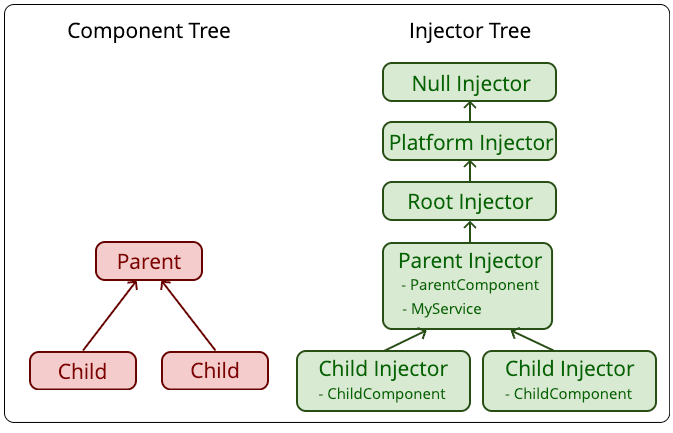 Component Tree
Injector Tree
Null Injector
Platform Injector
Root Injector
Parent
Parent Injector
- ParentComponent
- MyService
Child
Child
Child Injector
- ChildComponent
Child Injector
- ChildComponent